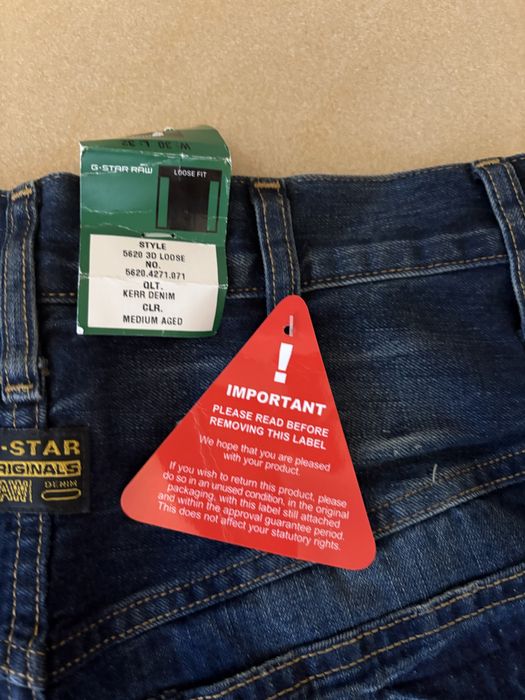 W: 30 L: 32
G-STAR RAW
LOOSE FIT
STYLE
5620 3D LOOSE
NO.
5620.4271.071
QLT.
KERR DENIM
CLR.
MEDIUM AGED
!
IMPORTANT
PLEASE READ BEFORE
REMOVING THIS LABEL
We hope that you are pleased
with your product.
If you wish to return this product, please
do so in an unused condition, in the original
packaging, with this label still attached
and within the approval guarantee period.
This does not affect your statutory rights.
-STAR
RIGINALS
AW DENIM